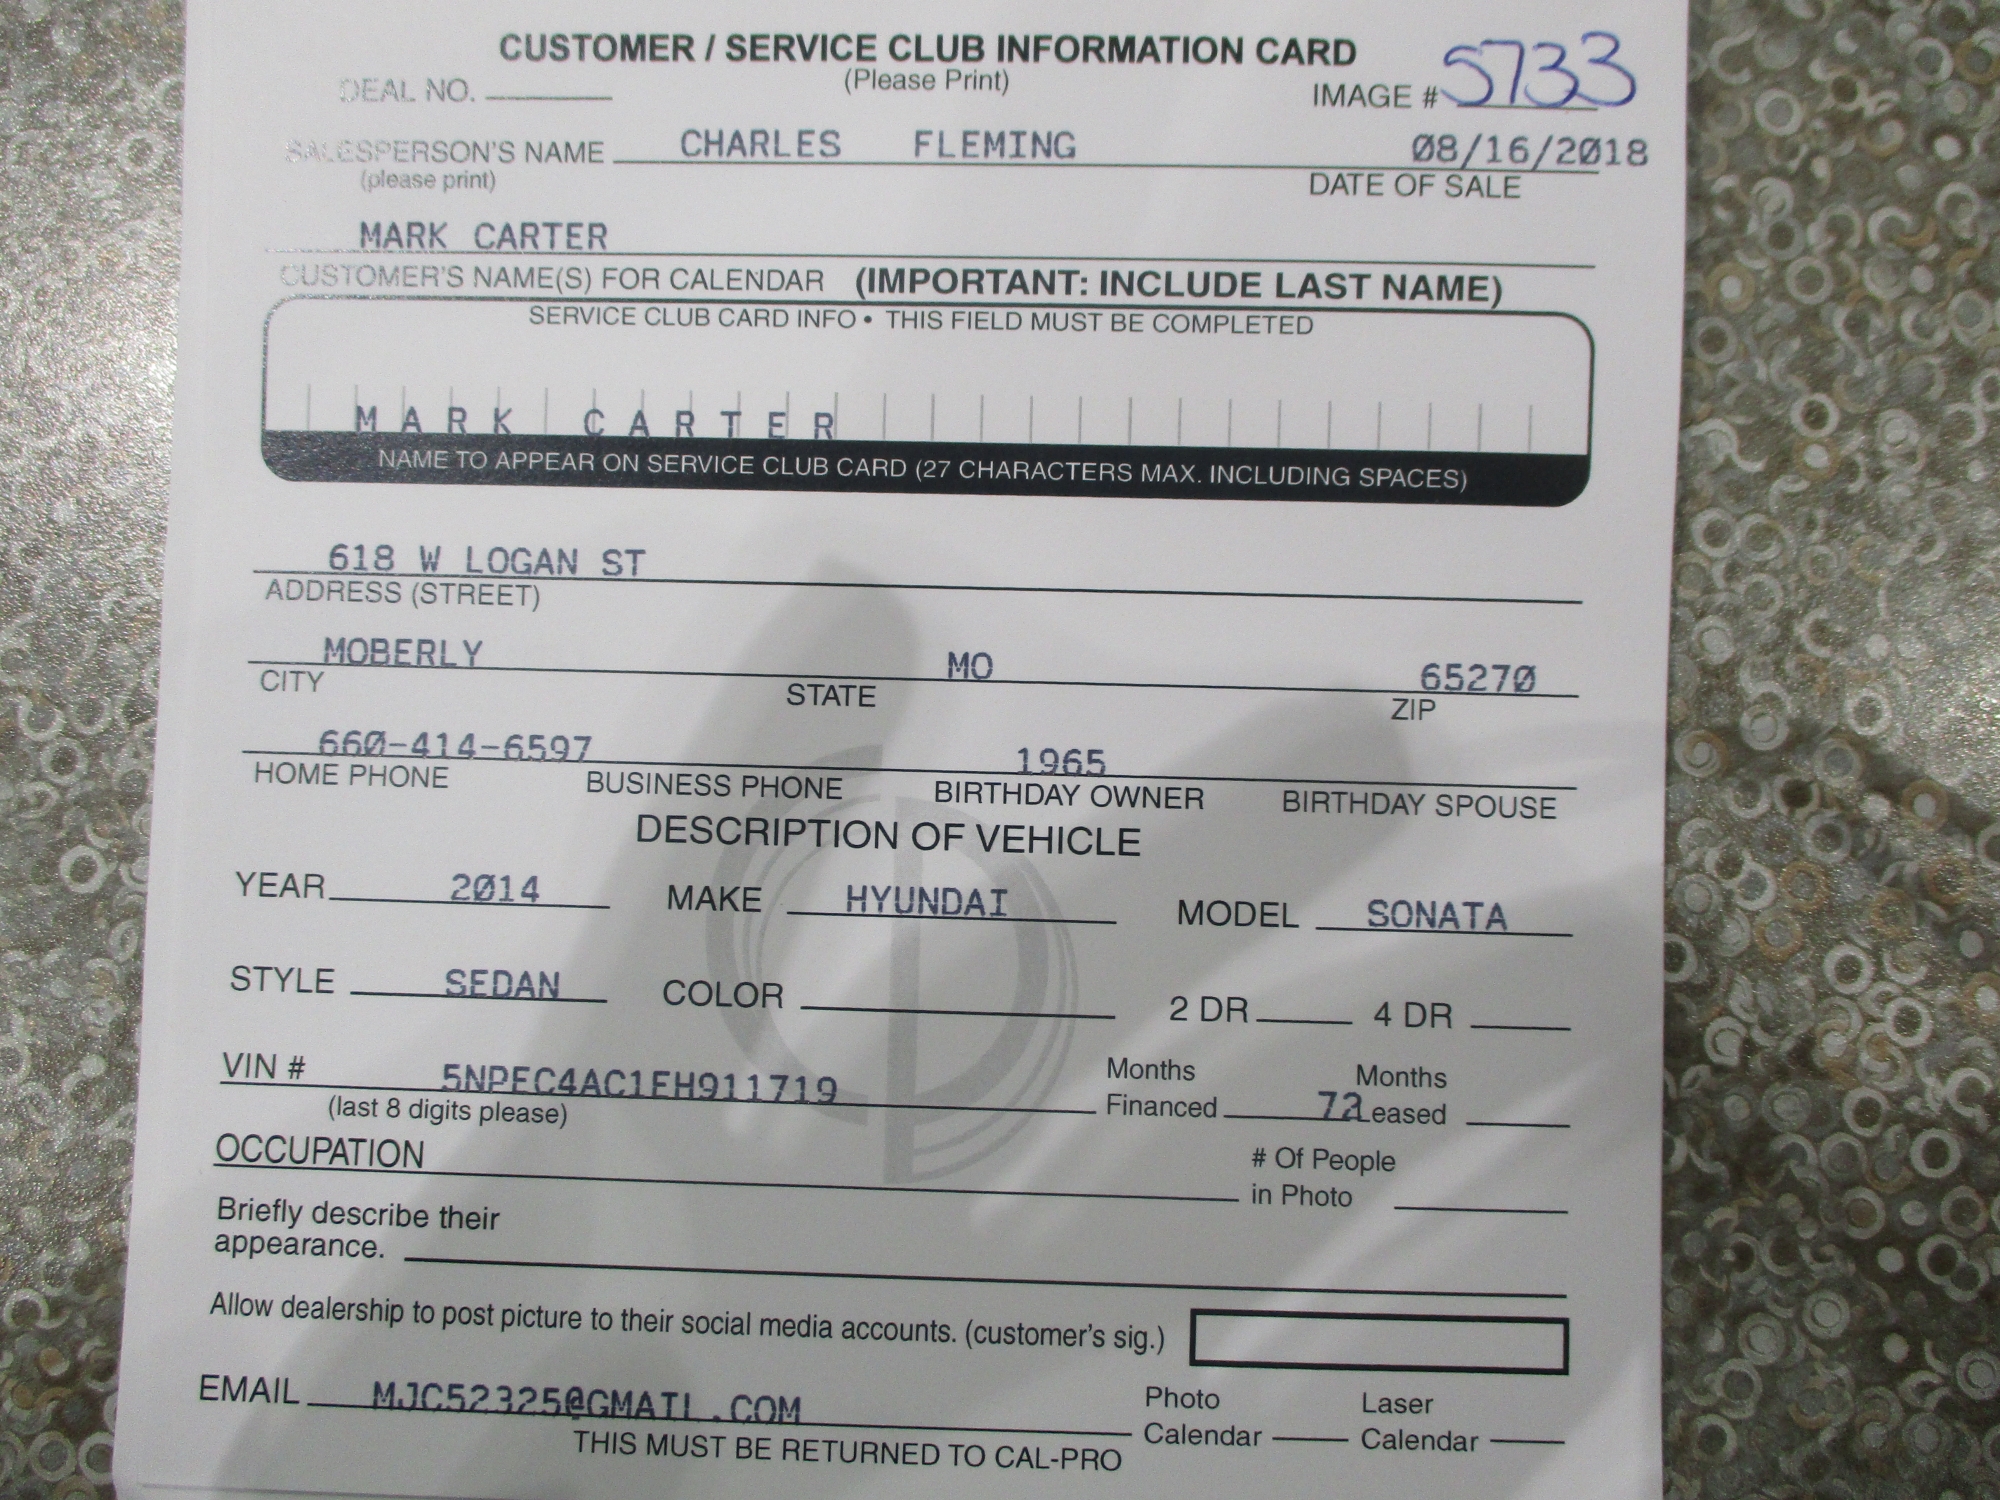 CUSTOMER / SERVICE CLUB INFORMATION CARD
(Please Print)
DEAL NO.
IMAGE # 5733
SALESPERSON'S NAME CHARLES FLEMING 08/16/2018
(please print) DATE OF SALE
MARK CARTER
CUSTOMER'S NAME(S) FOR CALENDAR (IMPORTANT: INCLUDE LAST NAME)
SERVICE CLUB CARD INFO • THIS FIELD MUST BE COMPLETED
MARK CARTER
NAME TO APPEAR ON SERVICE CLUB CARD (27 CHARACTERS MAX. INCLUDING SPACES)
618 W LOGAN ST
ADDRESS (STREET)
MOBERLY MO 65270
CITY STATE ZIP
660-414-6597 1965
HOME PHONE BUSINESS PHONE BIRTHDAY OWNER BIRTHDAY SPOUSE
DESCRIPTION OF VEHICLE
YEAR 2014 MAKE HYUNDAI MODEL SONATA
STYLE SEDAN COLOR 2 DR 4 DR
VIN # 5NPEC4AC1EH911719
(last 8 digits please)
Months Financed 72 Months Leased
OCCUPATION
# Of People in Photo
Briefly describe their
appearance.
Allow dealership to post picture to their social media accounts. (customer's sig.)
EMAIL MJC52325@GMAIL.COM
Photo Calendar Laser Calendar
THIS MUST BE RETURNED TO CAL-PRO